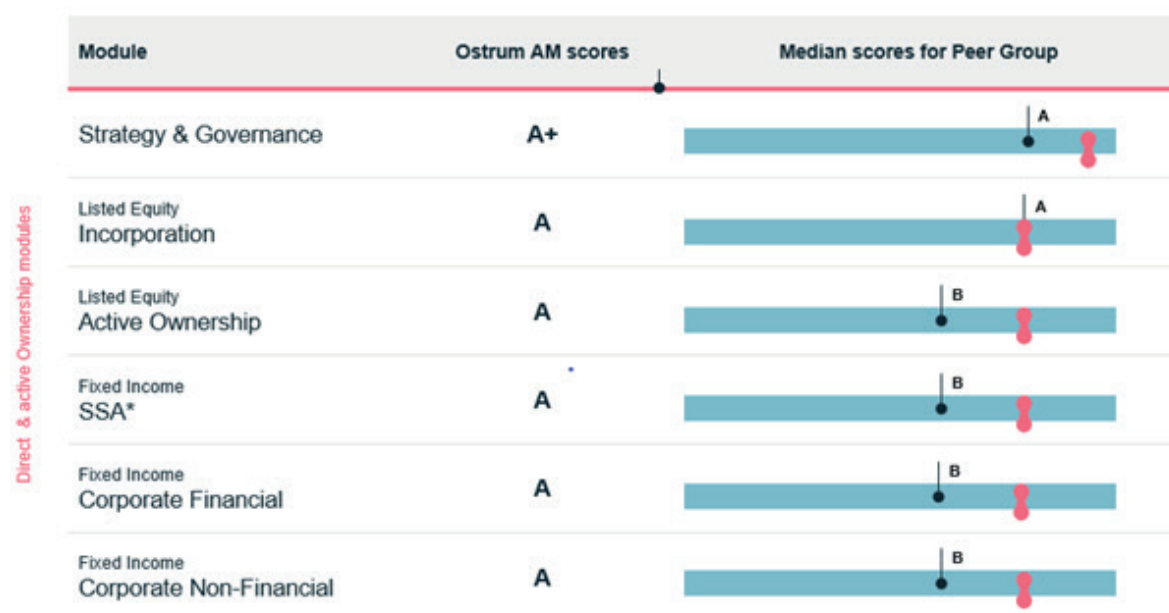 Module Ostrum AM scores Median scores for Peer Group
Strategy & Governance A+ A
Listed Equity
Incorporation A A
Listed Equity
Active Ownership A B
Fixed Income
SSA* A B
Fixed Income
Corporate Financial A B
Fixed Income
Corporate Non-Financial A B
Direct & active Ownership modules